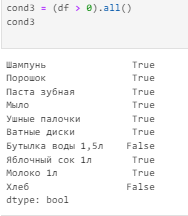 cond3 = (df > 0).all()
cond3
Шампунь True
Порошок True
Паста зубная True
Мыло True
Ушные палочки True
Ватные диски True
Бутылка воды 1,5л False
Яблочный сок 1л True
Молоко 1л True
Хлеб False
dtype: bool